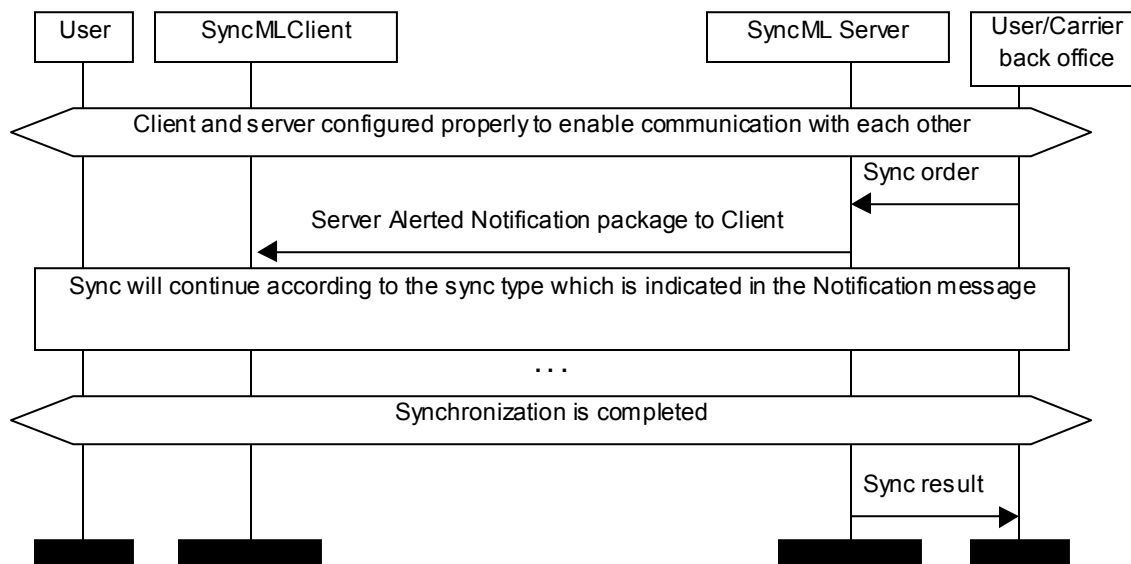 User
SyncMLClient
SyncML Server
User/Carrier
back office
Client and server configured properly to enable communication with each other
Sync order
Server Alerted Notification package to Client
Sync will continue according to the sync type which is indicated in the Notification message
...
Synchronization is completed
Sync result